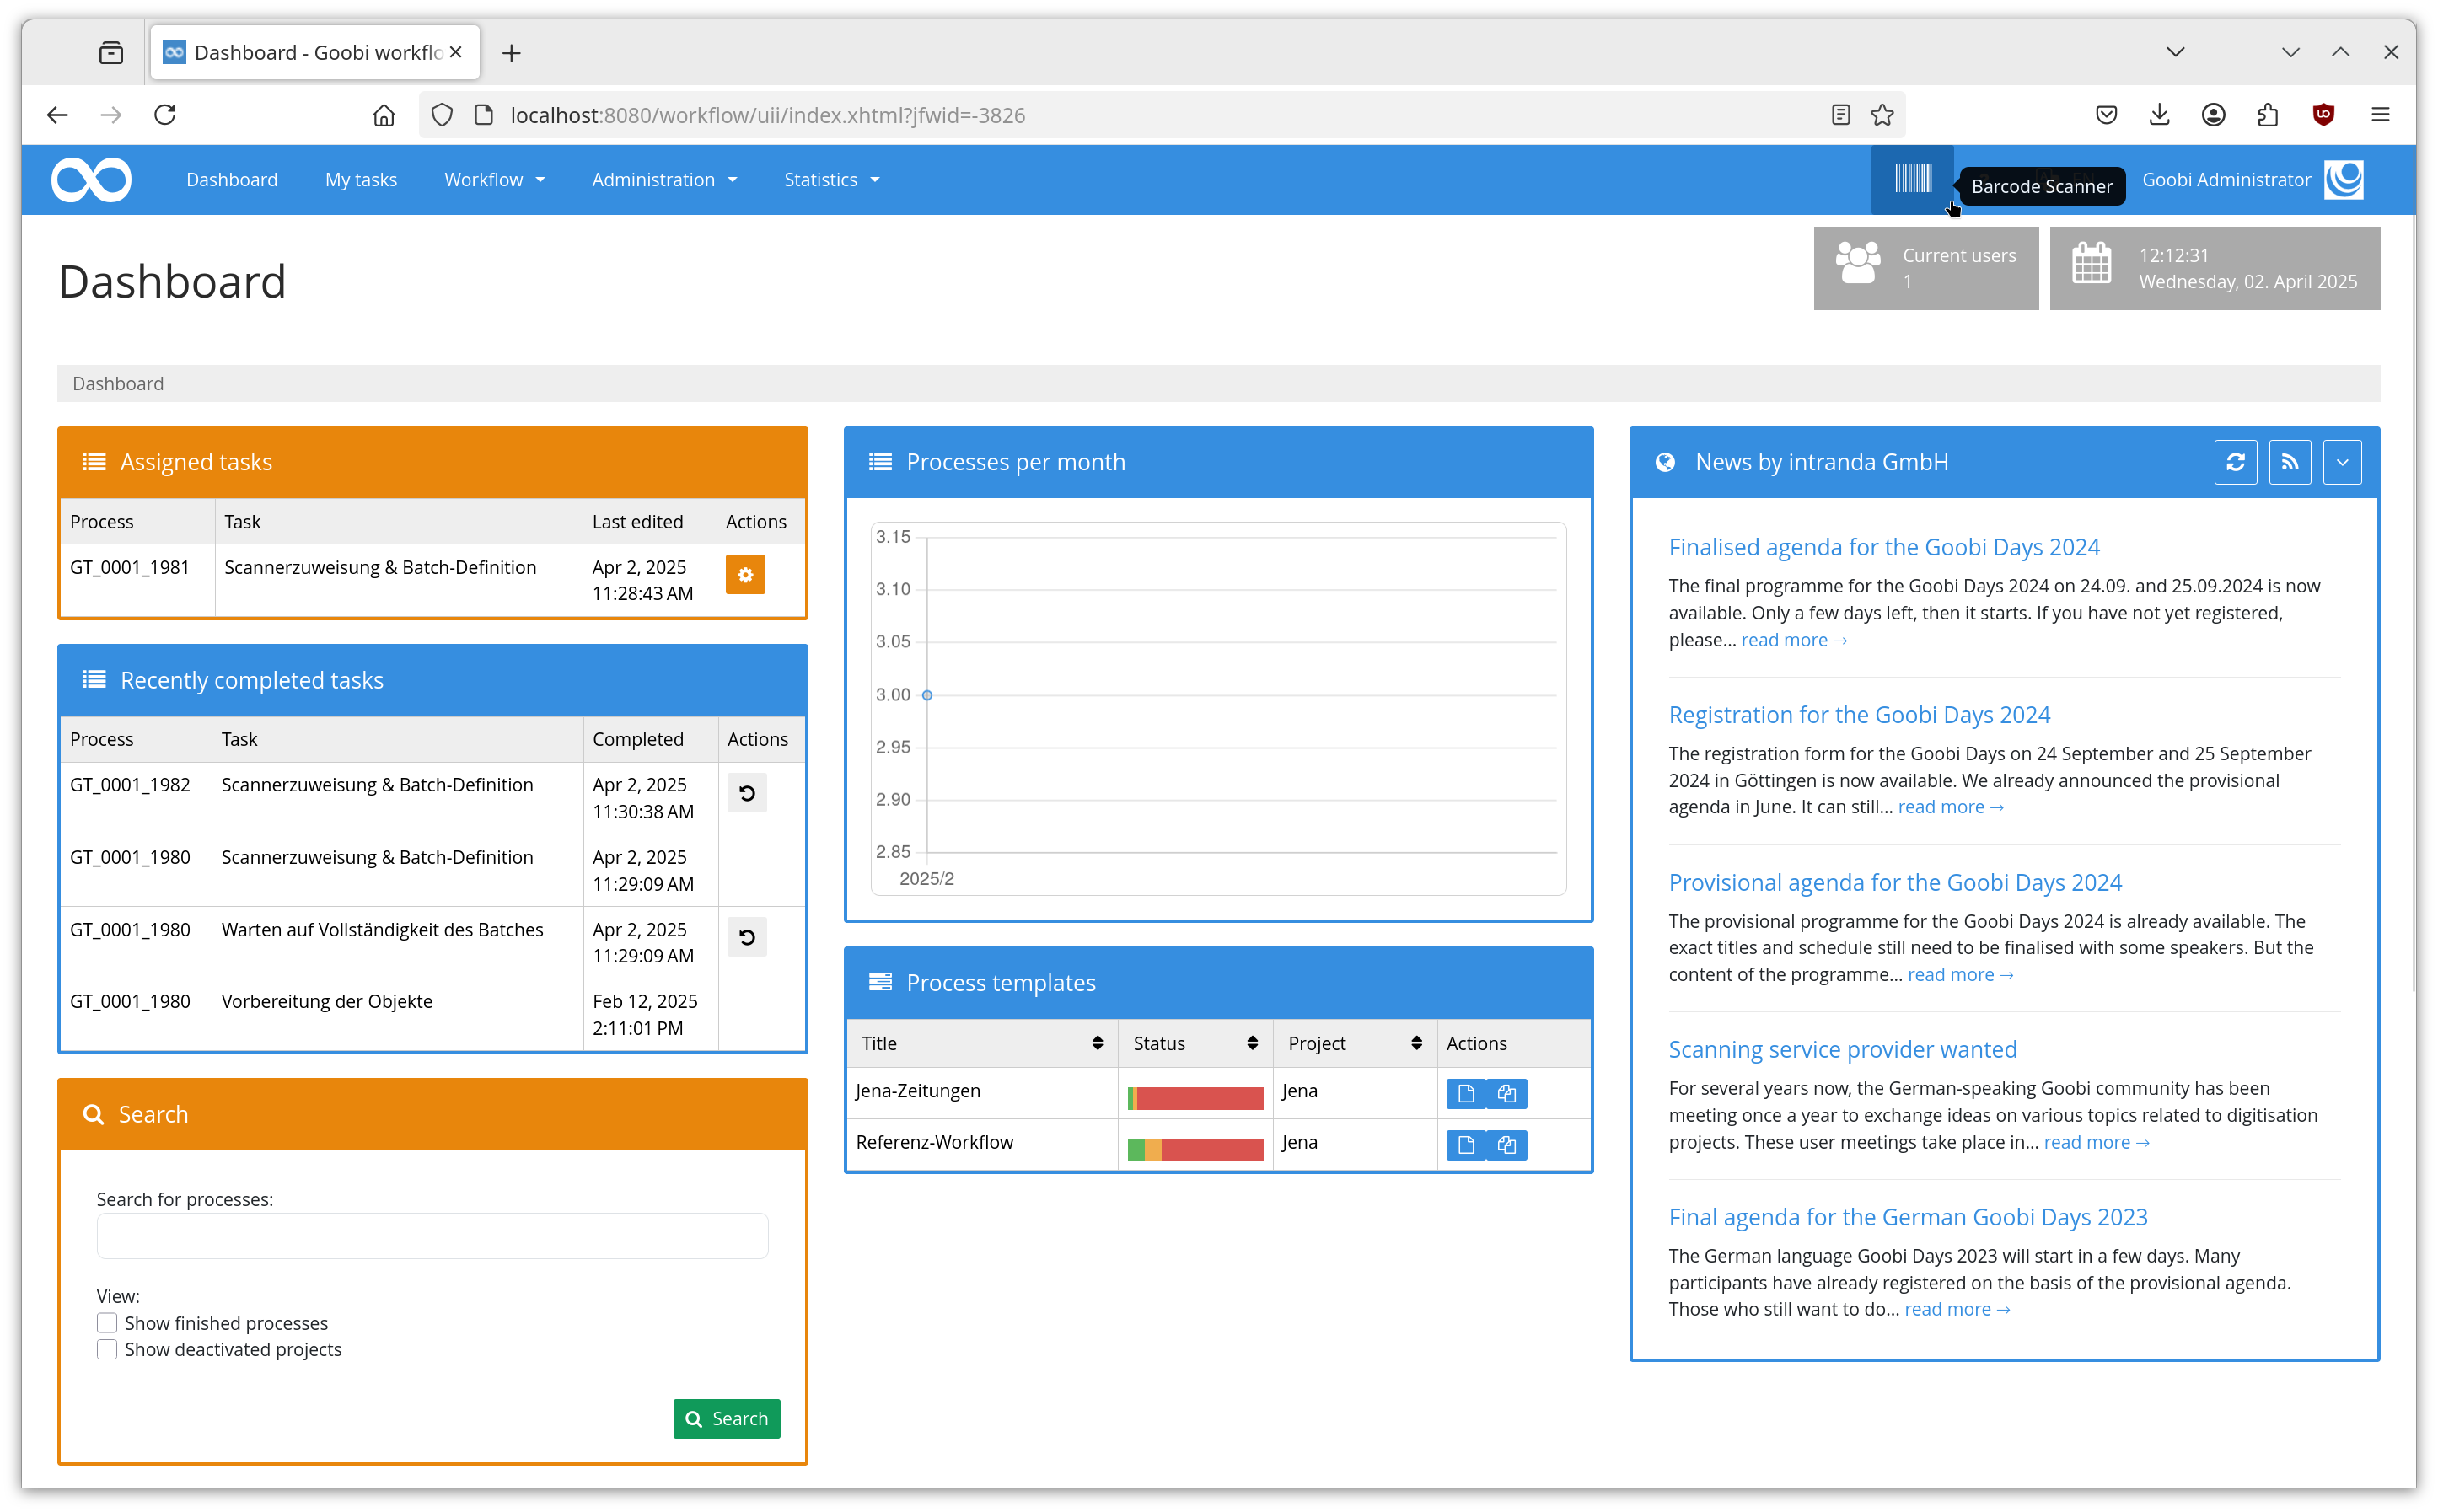 Dashboard - Goobi workflo
localhost:8080/workflow/uii/index.xhtml?jfwid=-3826
Dashboard
My tasks
Workflow
Administration
Statistics
Barcode Scanner
Goobi Administrator
Dashboard
Current users
1
12:12:31
Wednesday, 02. April 2025
Dashboard
Assigned tasks
Process Task Last edited Actions
GT_0001_1981 Scannerzuweisung & Batch-Definition Apr 2, 2025
11:28:43 AM
Recently completed tasks
Process Task Completed Actions
GT_0001_1982 Scannerzuweisung & Batch-Definition Apr 2, 2025
11:30:38 AM
GT_0001_1980 Scannerzuweisung & Batch-Definition Apr 2, 2025
11:29:09 AM
GT_0001_1980 Warten auf Vollständigkeit des Batches Apr 2, 2025
11:29:09 AM
GT_0001_1980 Vorbereitung der Objekte Feb 12, 2025
2:11:01 PM
Search
Search for processes:
View:
Show finished processes
Show deactivated projects
Search
Processes per month
3.15
3.10
3.05
3.00
2.95
2.90
2.85
2025/2
Process templates
Title Status Project Actions
Jena-Zeitungen Jena
Referenz-Workflow Jena
News by intranda GmbH
Finalised agenda for the Goobi Days 2024
The final programme for the Goobi Days 2024 on 24.09. and 25.09.2024 is now
available. Only a few days left, then it starts. If you have not yet registered,
please... read more →
Registration for the Goobi Days 2024
The registration form for the Goobi Days on 24 September and 25 September
2024 in Göttingen is now available. We already announced the provisional
agenda in June. It can still... read more →
Provisional agenda for the Goobi Days 2024
The provisional programme for the Goobi Days 2024 is already available. The
exact titles and schedule still need to be finalised with some speakers. But the
content of the programme... read more →
Scanning service provider wanted
For several years now, the German-speaking Goobi community has been
meeting once a year to exchange ideas on various topics related to digitisation
projects. These user meetings take place in... read more →
Final agenda for the German Goobi Days 2023
The German language Goobi Days 2023 will start in a few days. Many
participants have already registered on the basis of the provisional agenda.
Those who still want to do... read more →